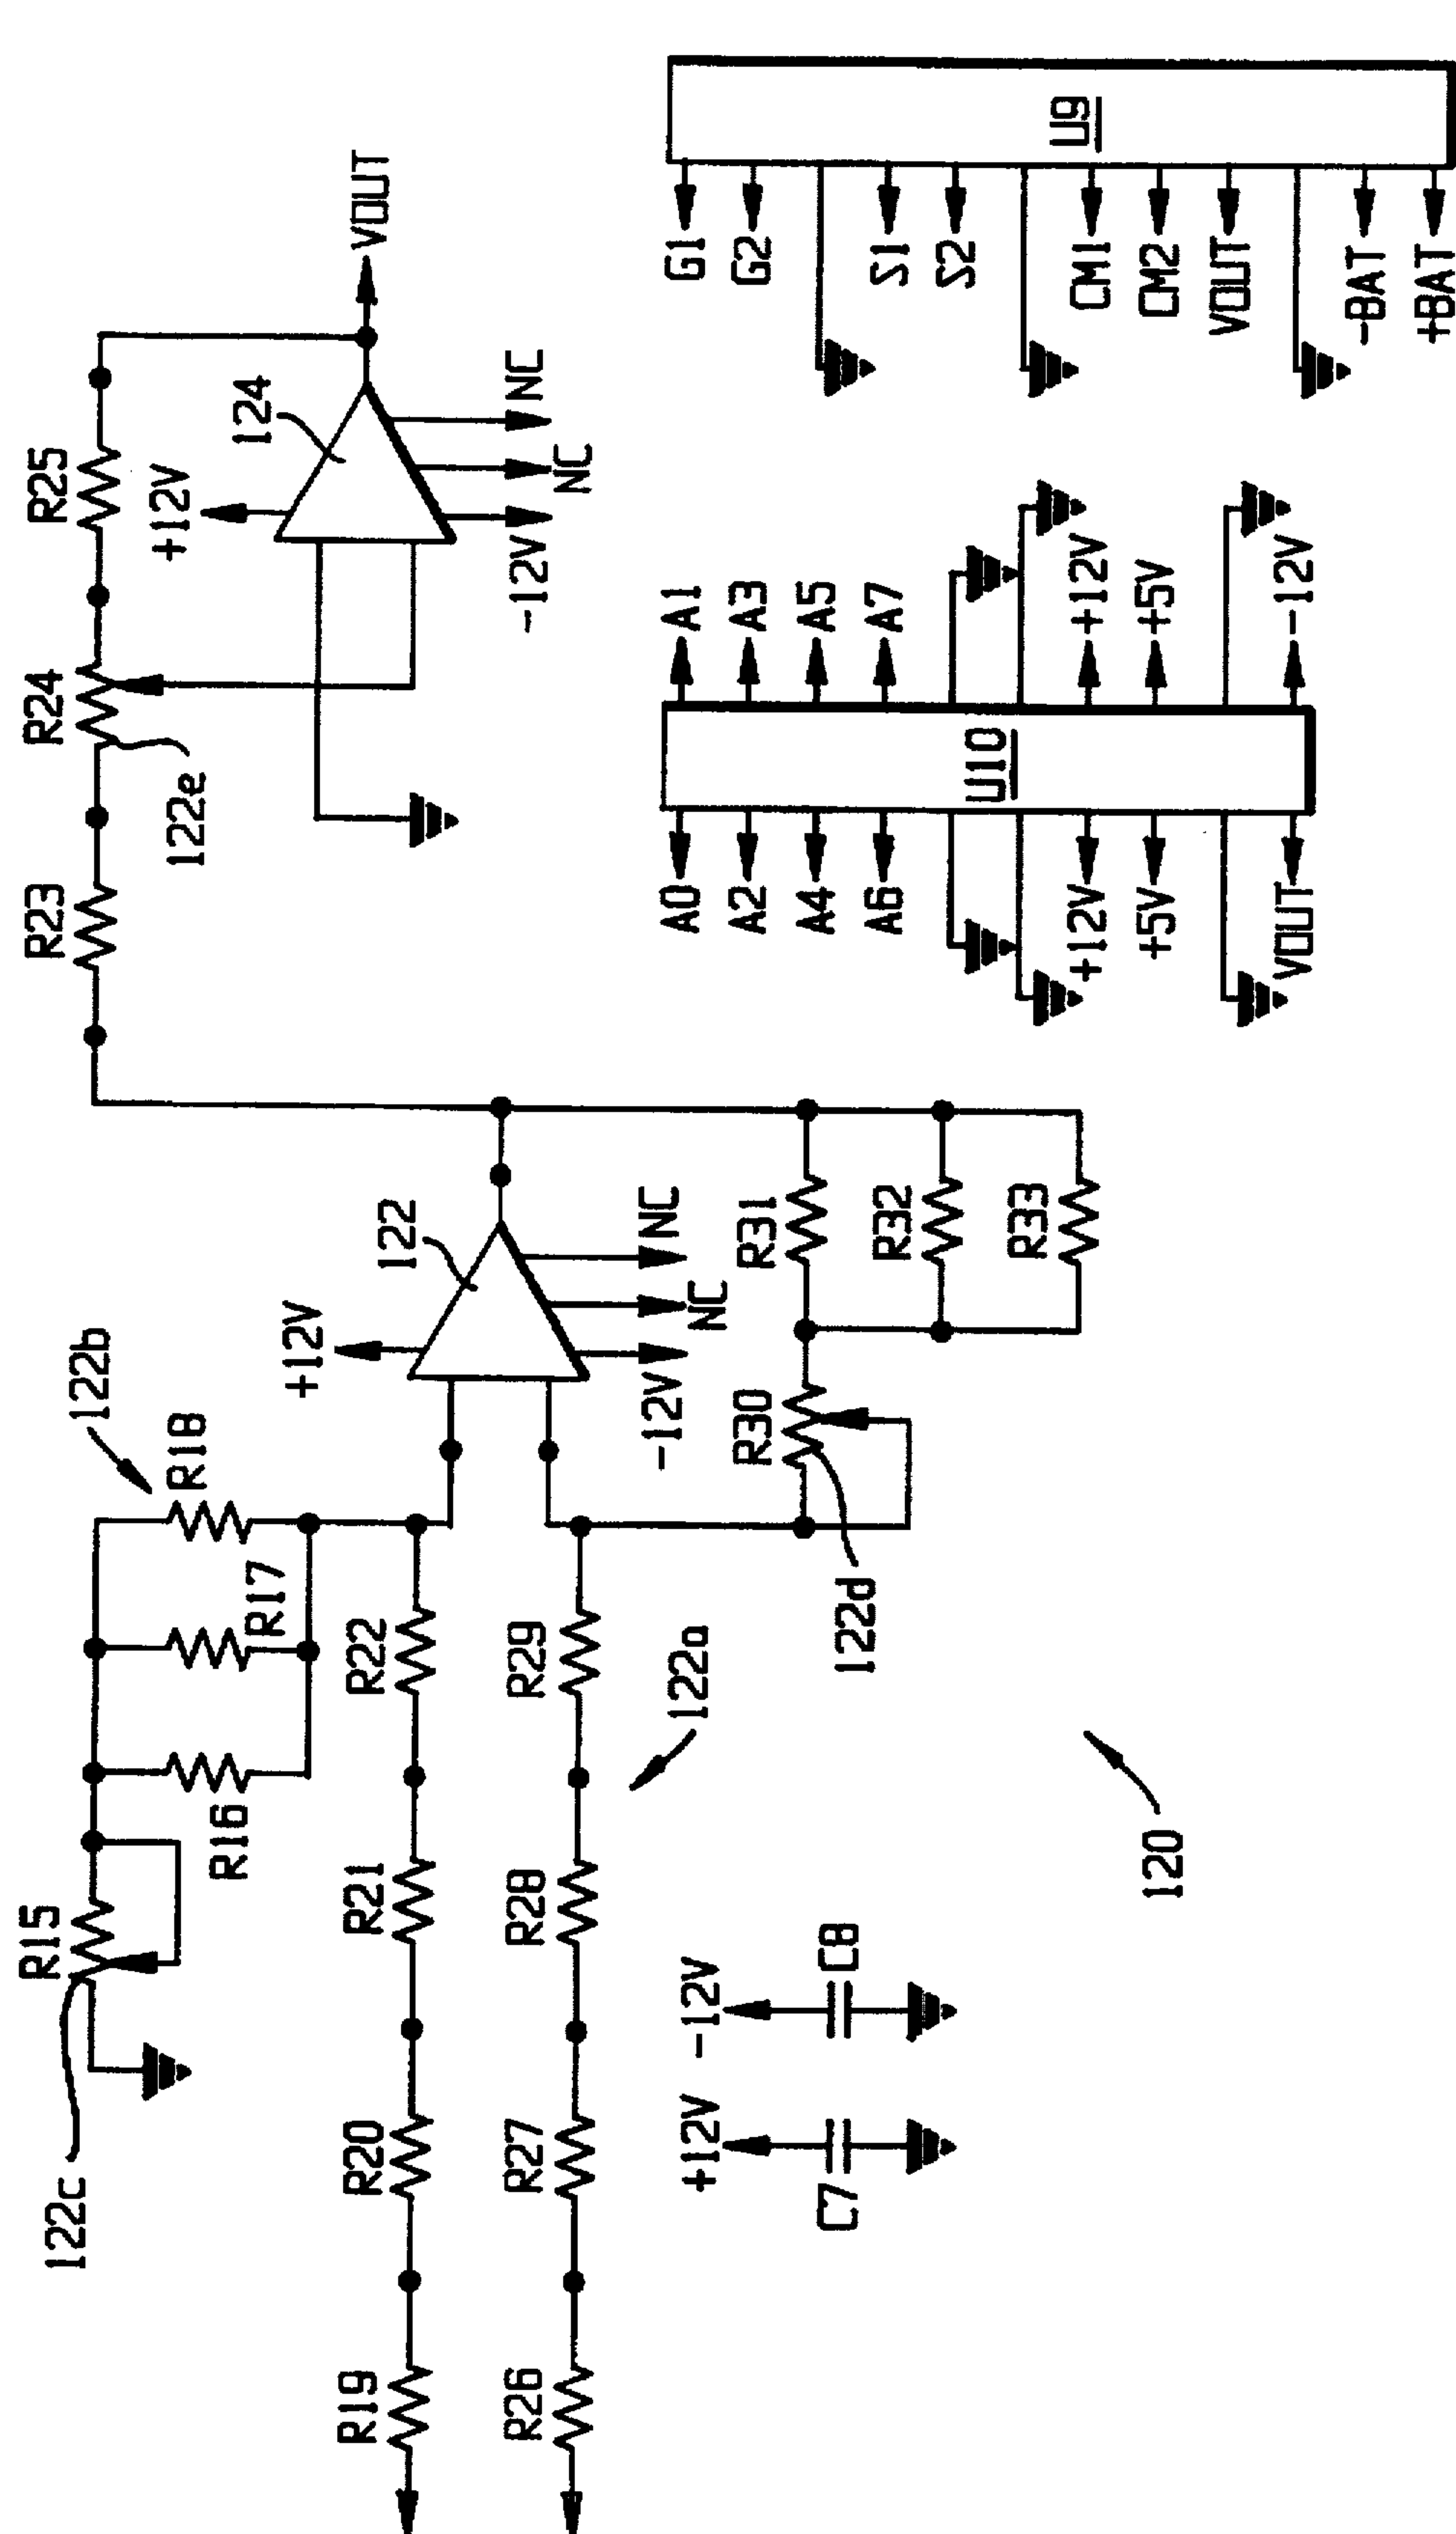 R15
122c
R16
R17
R18
122b
R19
R20
R21
R22
R26
R27
R28
R29
122a
+12V
122
-12V
NC
NC
R30
122d
R31
R32
R33
R23
R24
122e
R25
+12V
124
-12V
NC
NC
VOUT
+12V
C7
-12V
C8
120
U10
A0
A2
A4
A6
+12V
+5V
VOUT
A1
A3
A5
A7
+12V
+5V
-12V
U9
G1
G2
S1
S2
CM1
CM2
VOUT
-BAT
+BAT